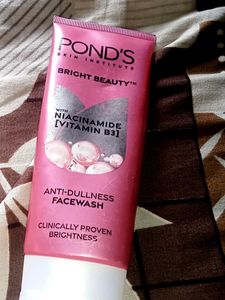 POND'S
SKIN INSTITUTE
BRIGHT BEAUTY™
WITH
NIACINAMIDE
[VITAMIN B3]
ANTI-DULLNESS
FACEWASH
CLINICALLY PROVEN
BRIGHTNESS